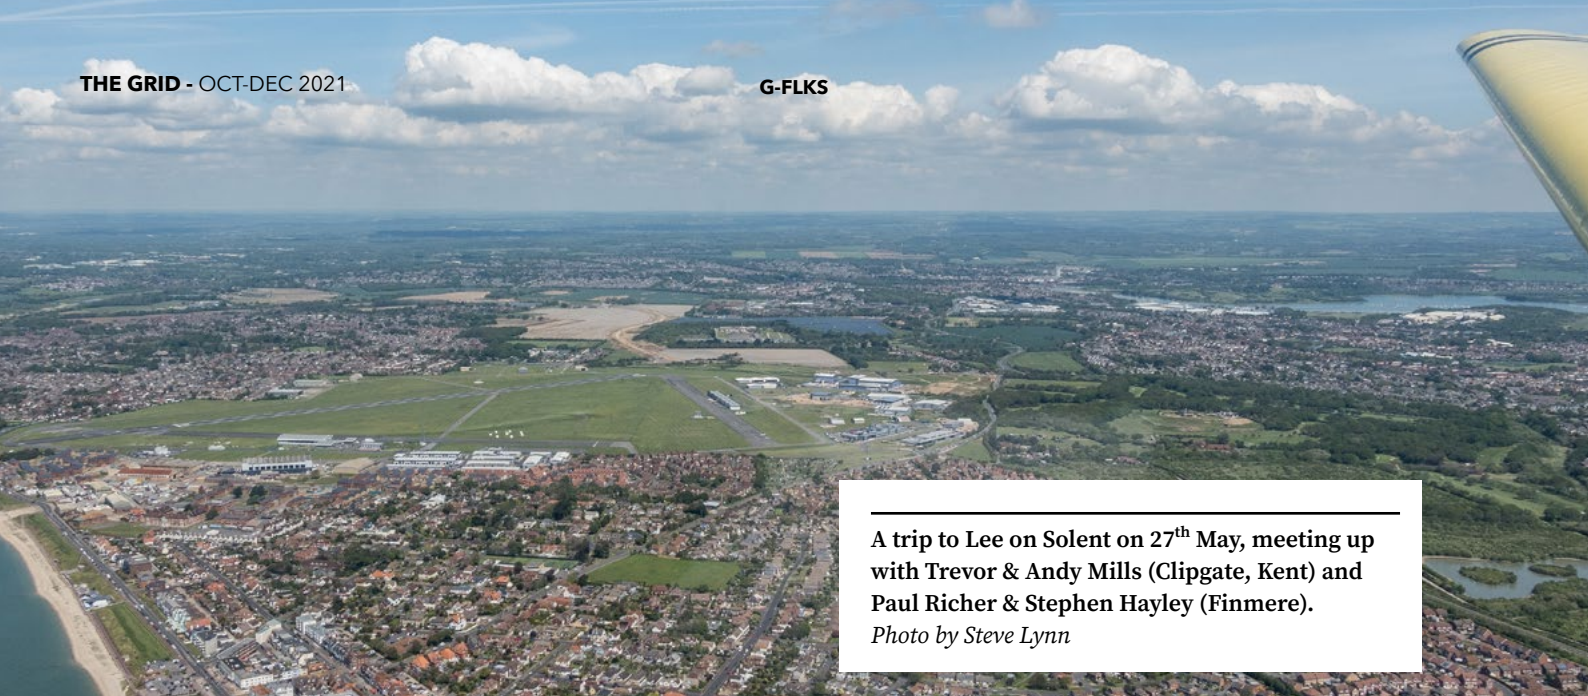 THE GRID - OCT-DEC 2021
G-FLKS
A trip to Lee on Solent on 27th May, meeting up
with Trevor & Andy Mills (Clipgate, Kent) and
Paul Richer & Stephen Hayley (Finmere).
Photo by Steve Lynn